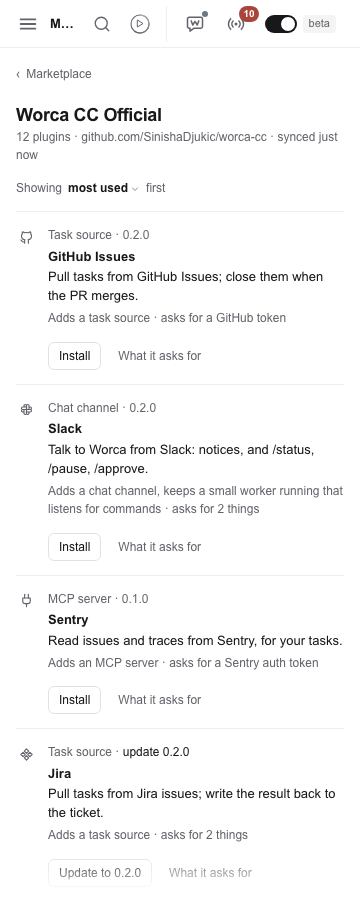 M...
10
beta
‹ Marketplace
Worca CC Official
12 plugins · github.com/SinishaDjukic/worca-cc · synced just
now
Showing most used first
Task source · 0.2.0
GitHub Issues
Pull tasks from GitHub Issues; close them when
the PR merges.
Adds a task source · asks for a GitHub token
Install What it asks for
Chat channel · 0.2.0
Slack
Talk to Worca from Slack: notices, and /status,
/pause, /approve.
Adds a chat channel, keeps a small worker running that
listens for commands · asks for 2 things
Install What it asks for
MCP server · 0.1.0
Sentry
Read issues and traces from Sentry, for your tasks.
Adds an MCP server · asks for a Sentry auth token
Install What it asks for
Task source · update 0.2.0
Jira
Pull tasks from Jira issues; write the result back to
the ticket.
Adds a task source · asks for 2 things
Update to 0.2.0 What it asks for